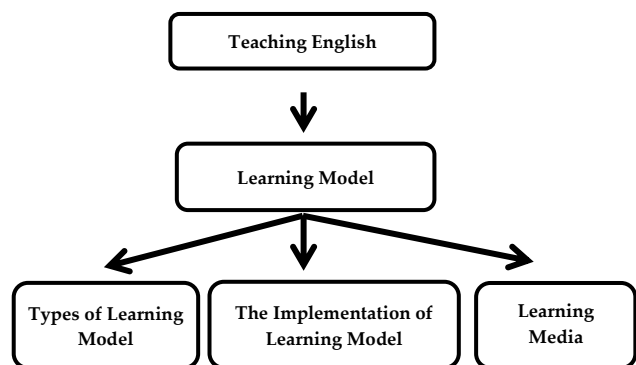 Teaching English
Learning Model
Types of Learning
Model
The Implementation of
Learning Model
Learning
Media